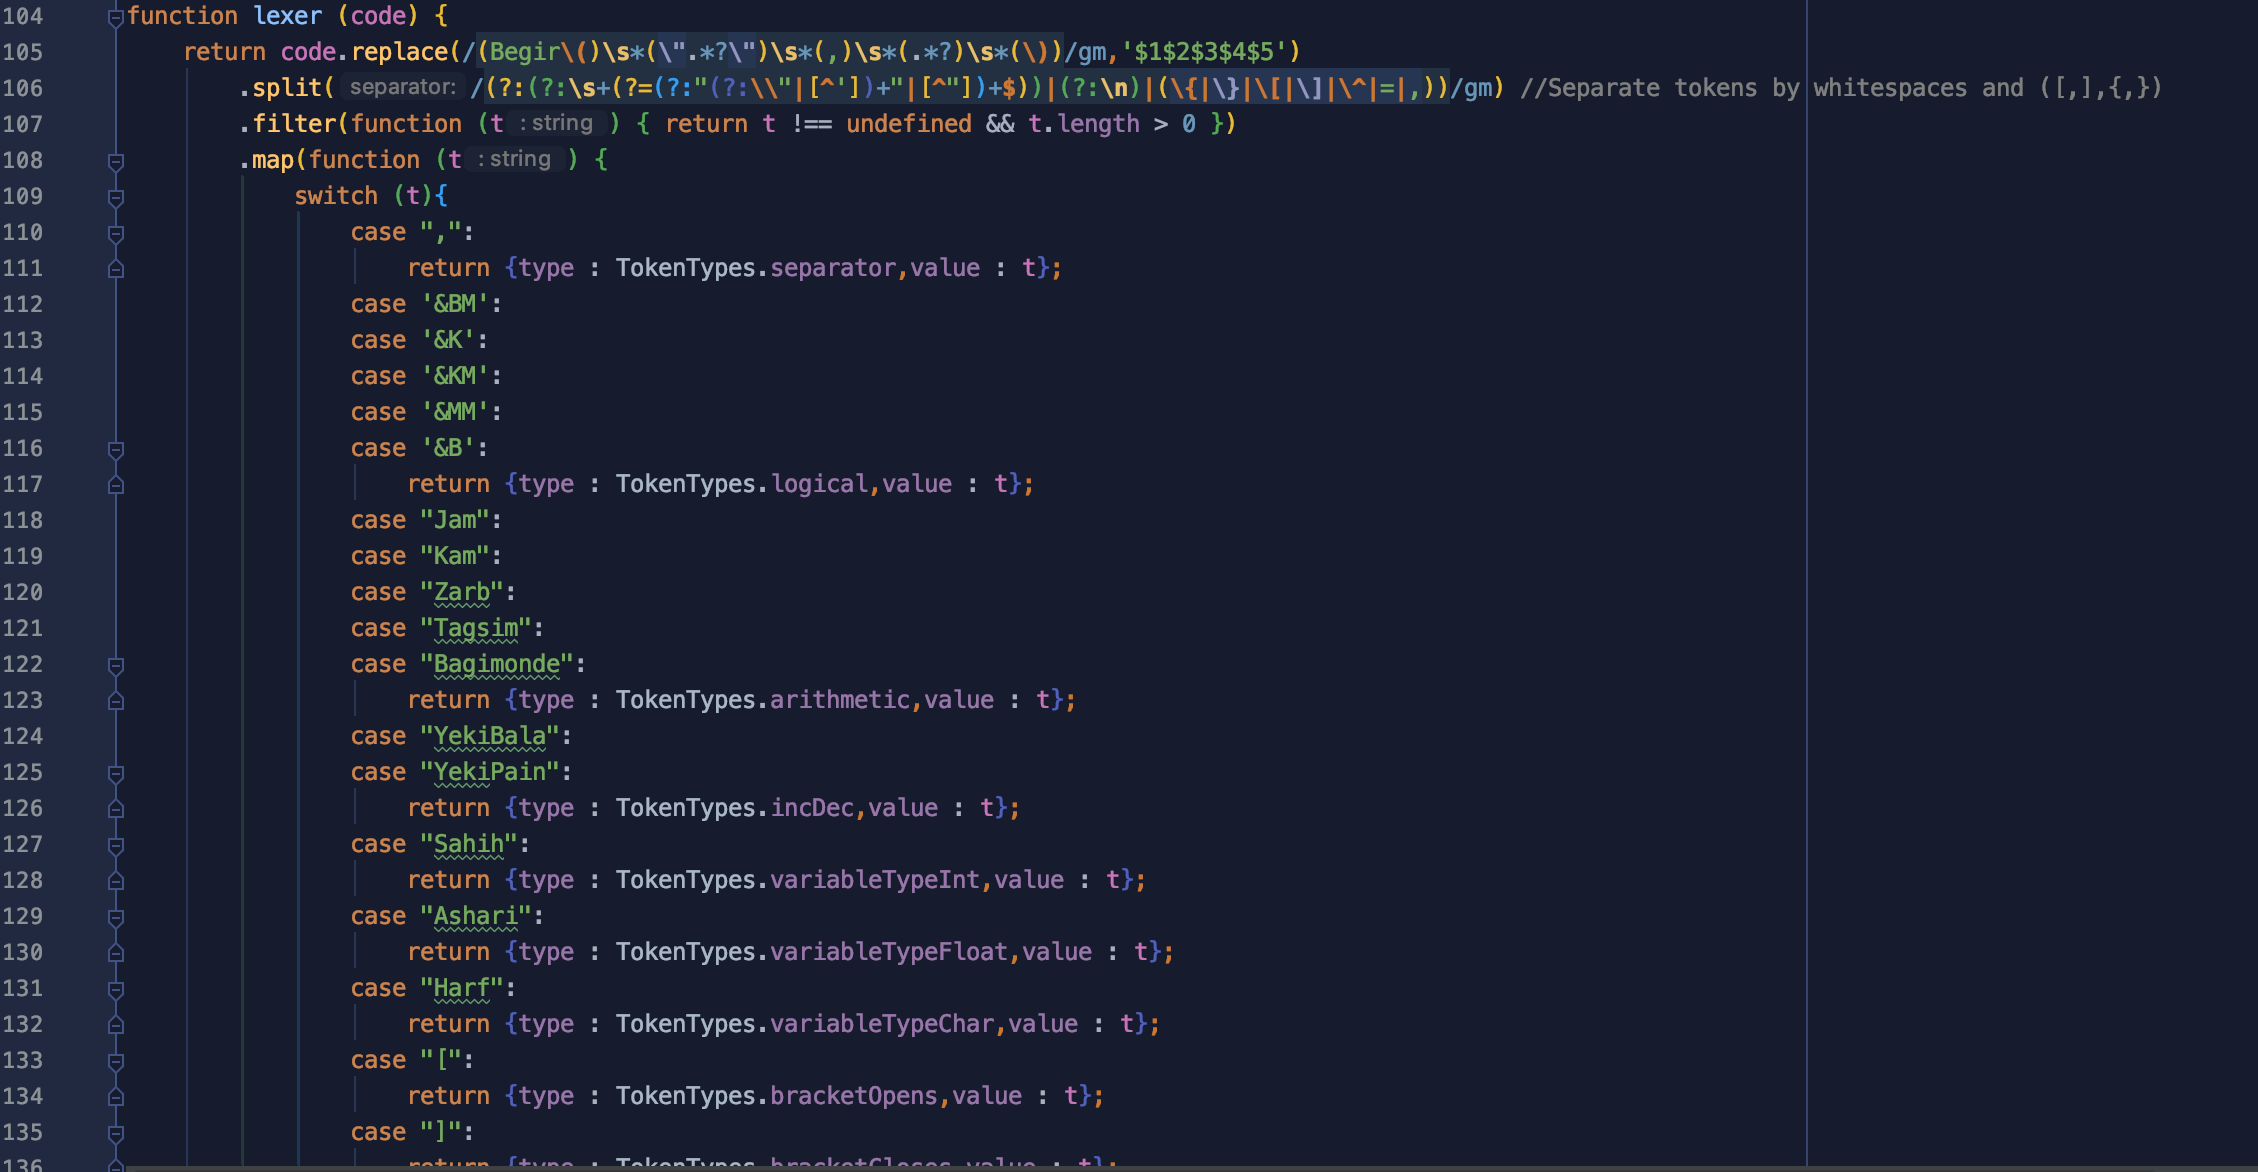 104 function lexer (code) {
105 return code.replace(/(Begir\()\s*(\".*?\")\s*(,)\s*(.*?)\s*(\))/gm,'$1$2$3$4$5')
106 .split( separator: /(?:(?:\s+(?=(?:"(?:\\"|[^'])+"|[^"])+$))|(?:\n)|(\{|\}|\[|\]|\^|=|,))/gm) //Separate tokens by whitespaces and ([,],{,})
107 .filter(function (t :string ) { return t !== undefined && t.length > 0 })
108 .map(function (t :string ) {
109 switch (t){
110 case ",":
111 return {type : TokenTypes.separator,value : t};
112 case '&BM':
113 case '&K':
114 case '&KM':
115 case '&MM':
116 case '&B':
117 return {type : TokenTypes.logical,value : t};
118 case "Jam":
119 case "Kam":
120 case "Zarb":
121 case "Tagsim":
122 case "Bagimonde":
123 return {type : TokenTypes.arithmetic,value : t};
124 case "YekiBala":
125 case "YekiPain":
126 return {type : TokenTypes.incDec,value : t};
127 case "Sahih":
128 return {type : TokenTypes.variableTypeInt,value : t};
129 case "Ashari":
130 return {type : TokenTypes.variableTypeFloat,value : t};
131 case "Harf":
132 return {type : TokenTypes.variableTypeChar,value : t};
133 case "[":
134 return {type : TokenTypes.bracketOpens,value : t};
135 case "]":
136 return {type : TokenTypes.bracketCloses,value : t};